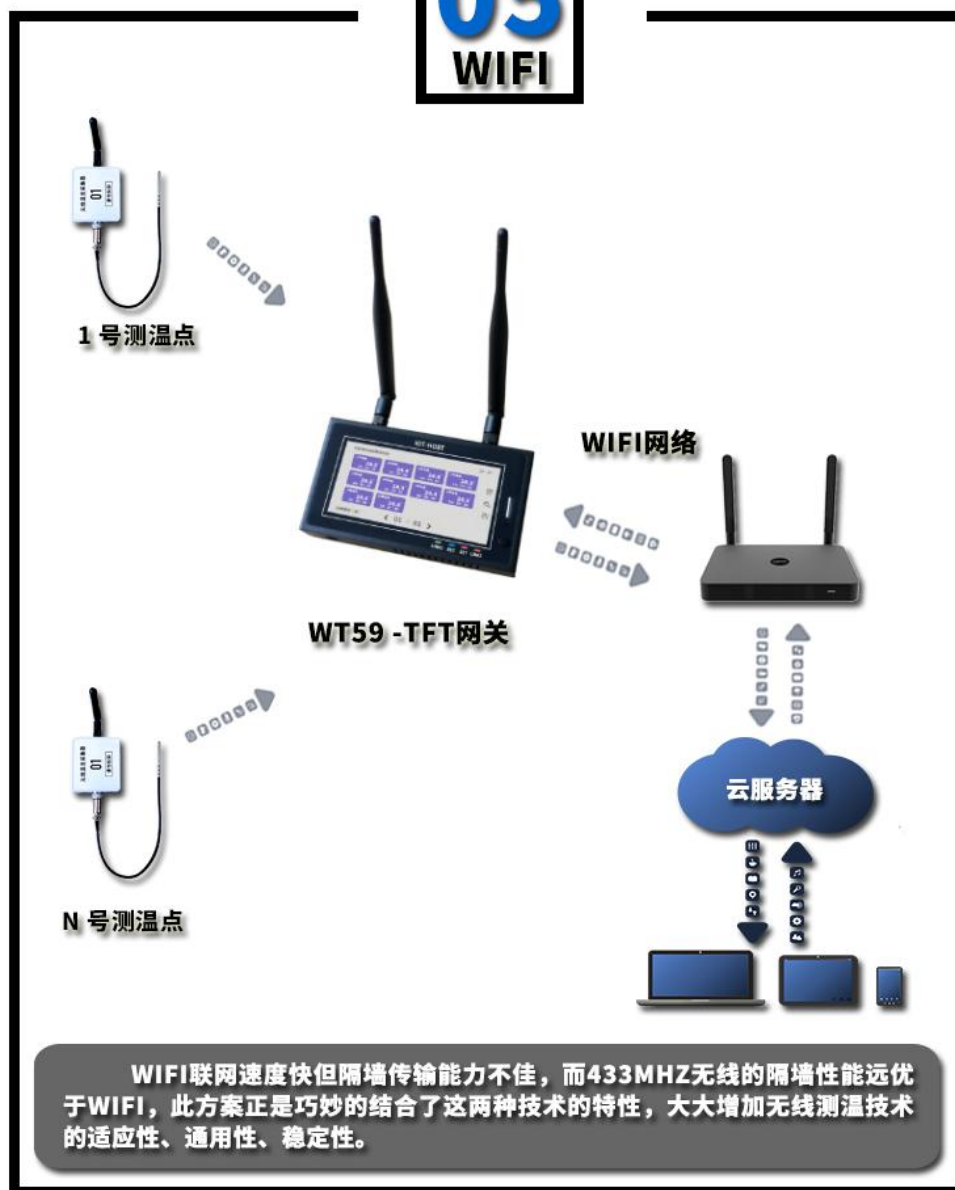 05
WIFI
01
1 号测温点
WIFI网络
IOT-HOST
WT59 -TFT网关
01
云服务器
N 号测温点
WIFI联网速度快但隔墙传输能力不佳，而433MHZ无线的隔墙性能远优
于WIFI，此方案正是巧妙的结合了这两种技术的特性，大大增加无线测温技术
的适应性、通用性、稳定性。